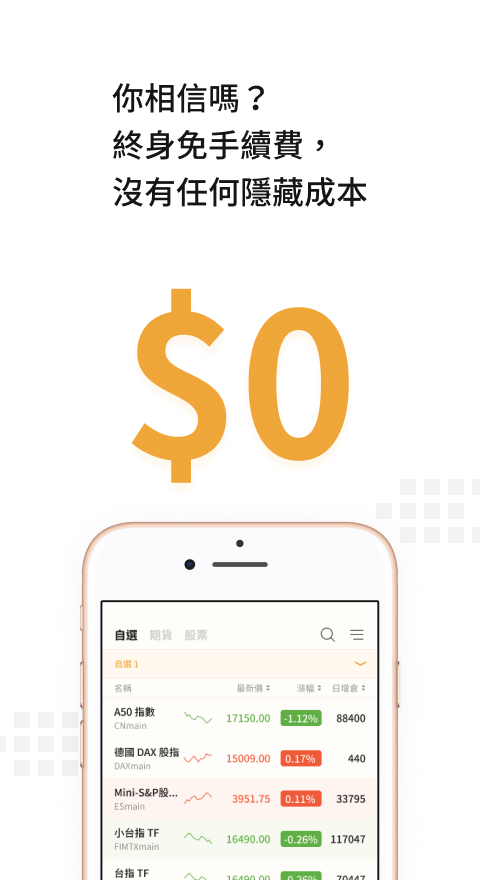 你相信嗎？
終身免手續費，
沒有任何隱藏成本
$0
自選 期貨 股票
自選 1
名稱 最新價 漲幅 日增倉
A50 指數 17150.00 -1.12% 88400
CNmain
德國 DAX 股指 15009.00 0.17% 440
DAXmain
Mini-S&P股... 3951.75 0.11% 33795
ESmain
小台指 TF 16490.00 -0.26% 117047
FIMTXmain
台指 TF 16490.00 -0.26% 70447